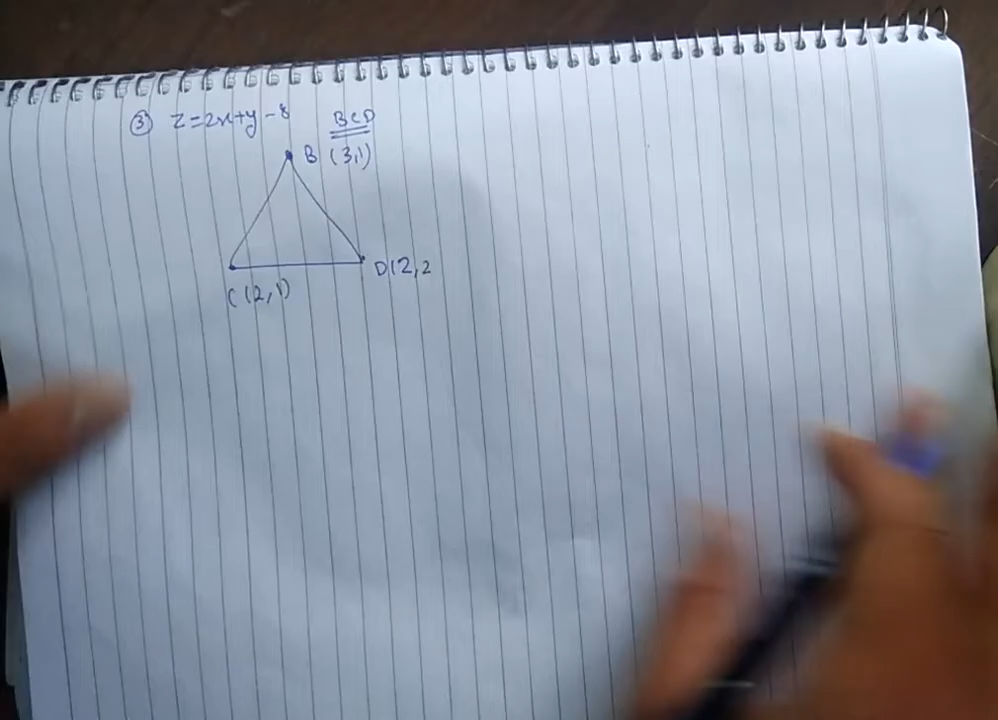 ③ Z=2x+y-8 BCD
B (3,1)
D(2,2
C (2,1)